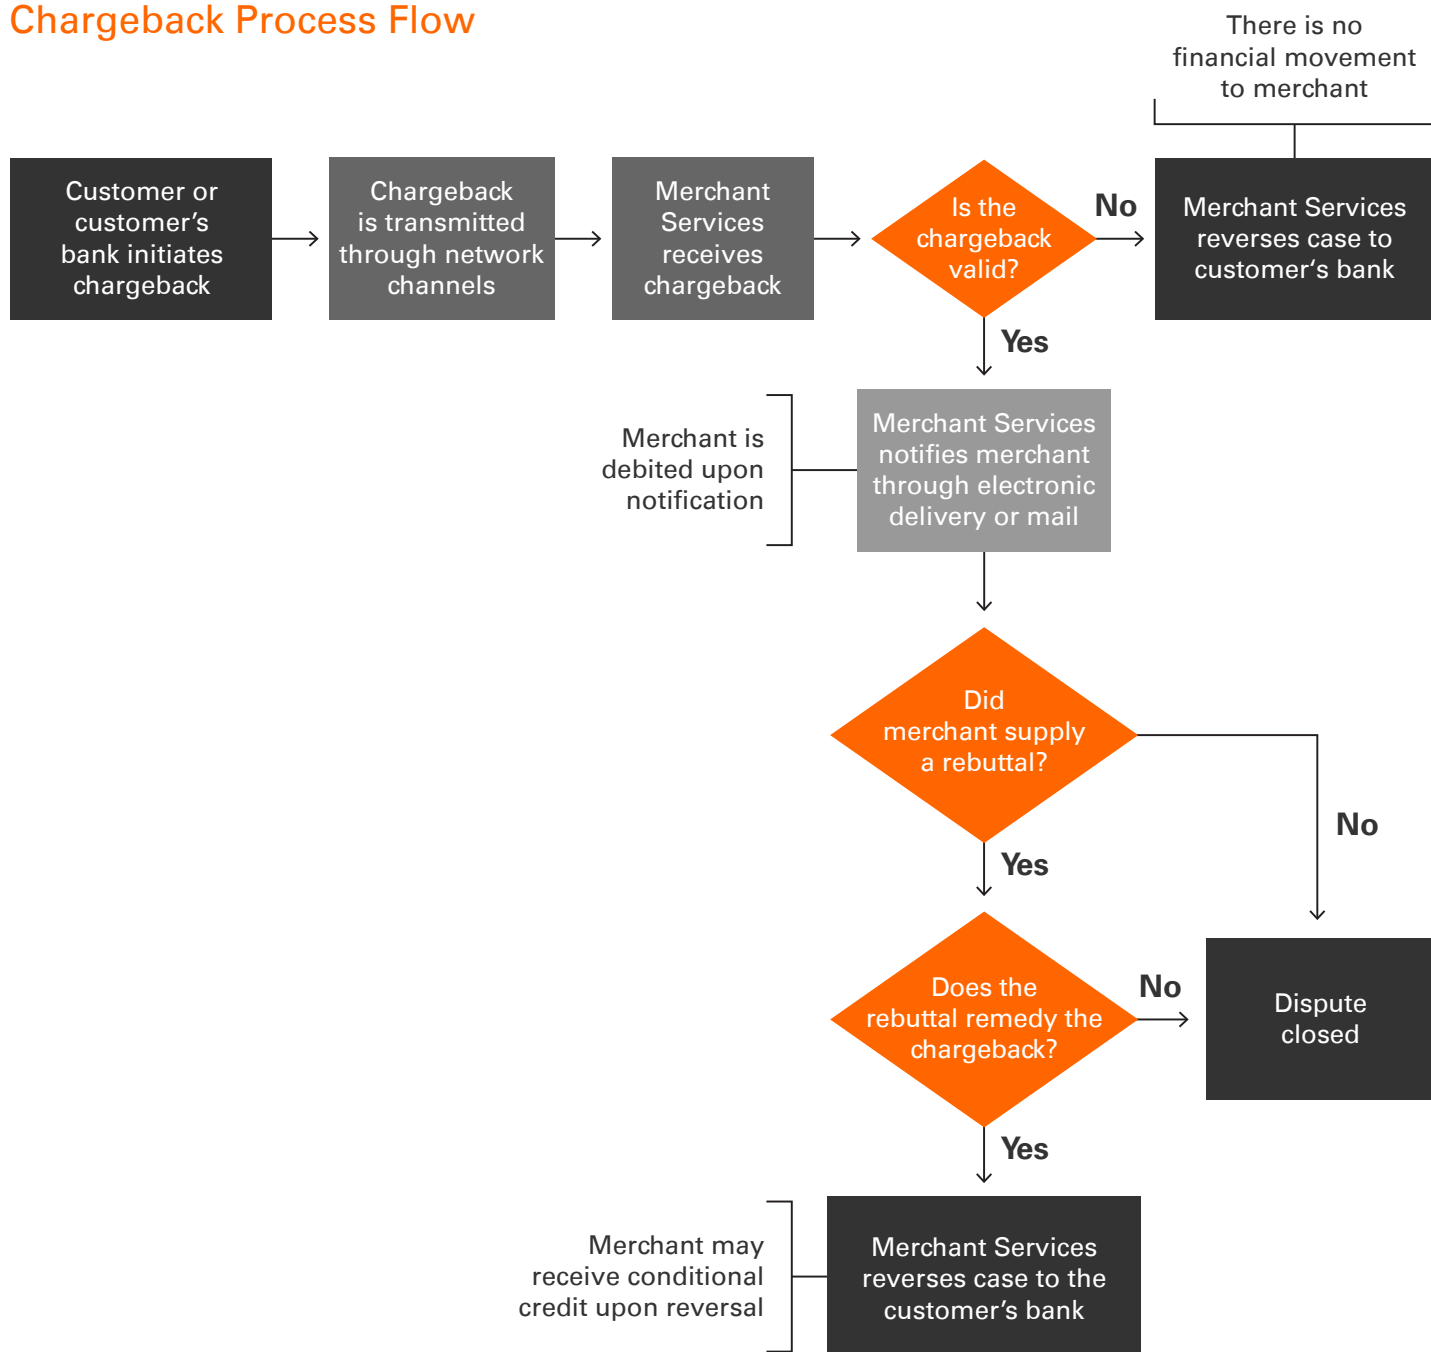 Chargeback Process Flow
There is no
financial movement
to merchant
Customer or
customer’s
bank initiates
chargeback
Chargeback
is transmitted
through network
channels
Merchant
Services
receives
chargeback
Is the
chargeback
valid?
No
Merchant Services
reverses case to
customer‘s bank
Yes
Merchant is
debited upon
notification
Merchant Services
notifies merchant
through electronic
delivery or mail
Did
merchant supply
a rebuttal?
No
Yes
Does the
rebuttal remedy the
chargeback?
No
Dispute
closed
Yes
Merchant may
receive conditional
credit upon reversal
Merchant Services
reverses case to the
customer’s bank